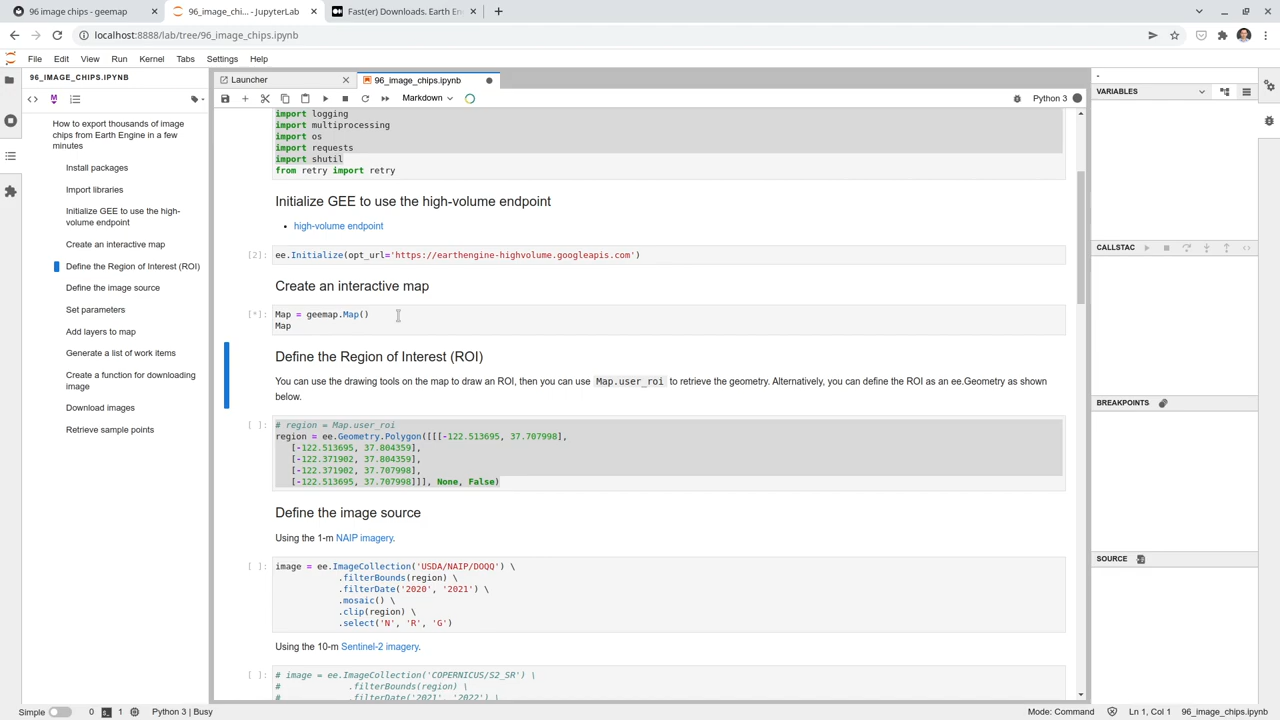 96 image chips - geemap
96_image_chi... - JupyterLab
Fast(er) Downloads. Earth En
localhost:8888/lab/tree/96_image_chips.ipynb
File Edit View Run Kernel Tabs Settings Help
96_IMAGE_CHIPS.IPYNB
How to export thousands of image
chips from Earth Engine in a few
minutes
Install packages
Import libraries
Initialize GEE to use the high-
volume endpoint
Create an interactive map
Define the Region of Interest (ROI)
Define the image source
Set parameters
Add layers to map
Generate a list of work items
Create a function for downloading
image
Download images
Retrieve sample points
Launcher
96_image_chips.ipynb
Markdown
Python 3
import logging
import multiprocessing
import os
import requests
import shutil
from retry import retry
Initialize GEE to use the high-volume endpoint
• high-volume endpoint
[2]: ee.Initialize(opt_url='https://earthengine-highvolume.googleapis.com')
Create an interactive map
[*]: Map = geemap.Map()
Map
Define the Region of Interest (ROI)
You can use the drawing tools on the map to draw an ROI, then you can use Map.user_roi to retrieve the geometry. Alternatively, you can define the ROI as an ee.Geometry as shown
below.
[ ]: # region = Map.user_roi
region = ee.Geometry.Polygon([[[-122.513695, 37.707998],
[-122.513695, 37.804359],
[-122.371902, 37.804359],
[-122.371902, 37.707998],
[-122.513695, 37.707998]]], None, False)
Define the image source
Using the 1-m NAIP imagery.
[ ]: image = ee.ImageCollection('USDA/NAIP/DOQQ') \
.filterBounds(region) \
.filterDate('2020', '2021') \
.mosaic() \
.clip(region) \
.select('N', 'R', 'G')
Using the 10-m Sentinel-2 imagery.
[ ]: # image = ee.ImageCollection('COPERNICUS/S2_SR') \
# .filterBounds(region) \
# .filterDate('2021', '2022') \
VARIABLES
CALLSTAC
BREAKPOINTS
SOURCE
Simple 0 1 Python 3 | Busy
Mode: Command Ln 1, Col 1 96_image_chips.ipynb